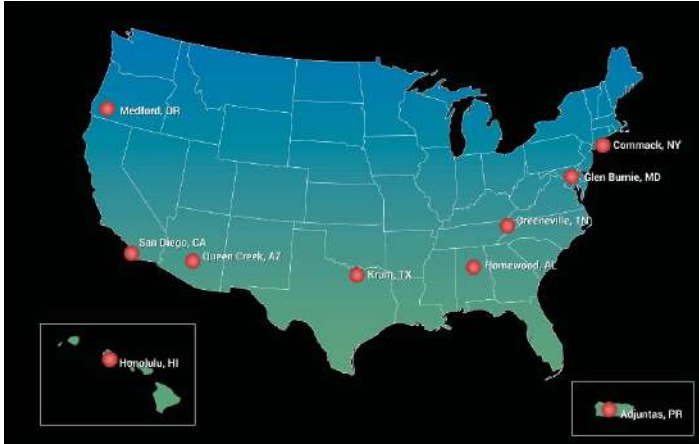 Medford, OR
Commack, NY
Glen Burnie, MD
Greeneville, TN
San Diego, CA
Queen Creek, AZ
Krum, TX
Homewood, AL
Honolulu, HI
Adjuntas, PR